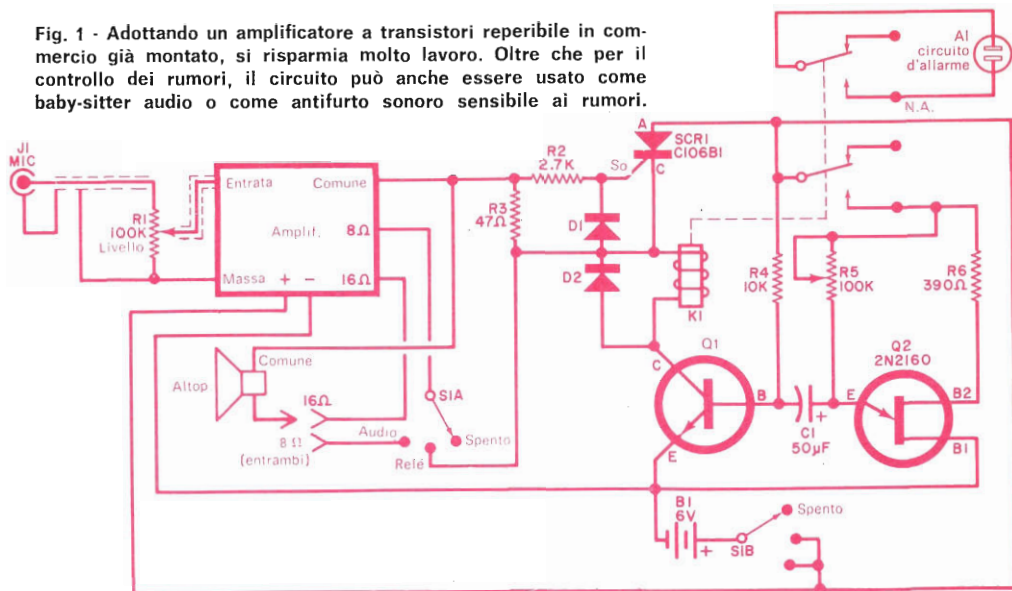 Fig. 1 - Adottando un amplificatore a transistori reperibile in com-
mercio già montato, si risparmia molto lavoro. Oltre che per il
controllo dei rumori, il circuito può anche essere usato come
baby-sitter audio o come antifurto sonoro sensibile ai rumori.
A1
circuito
d'allarme
N.A.
J1
MIC
R1
100K
Livello
Entrata
Comune
Amplif.
8Ω
16Ω
Massa
+
-
R2
2.7K
R3
47Ω
A
SCR1
C106B1
So
C
D1
D2
K1
R4
10K
R5
100K
R6
390Ω
Q1
C
B
E
C1
50µF
+
Q2
2N2160
E
B2
B1
Altop
Comune
16Ω
8Ω
(entrambi)
Audio
S1A
Spento
Relé
B1
6V
+
S1B
Spento